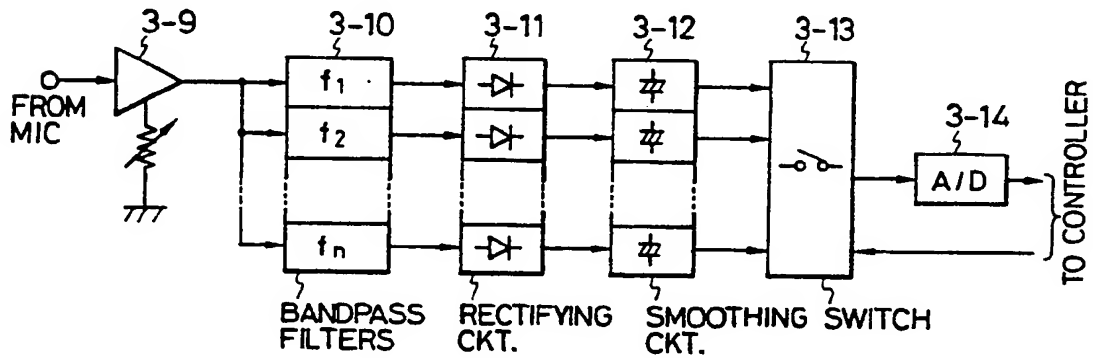 3-9
3-10
3-11
3-12
3-13
3-14
FROM
MIC
f1
f2
fn
A/D
TO CONTROLLER
BANDPASS
FILTERS
RECTIFYING
CKT.
SMOOTHING
CKT.
SWITCH